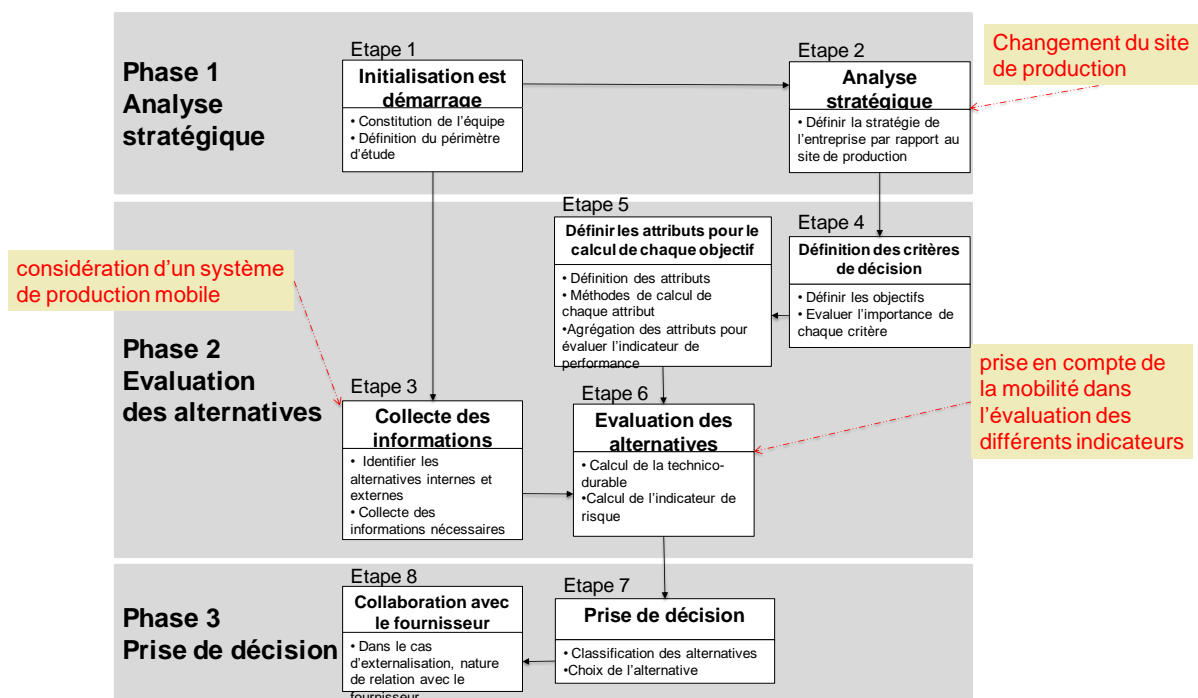 Phase 1
Analyse
stratégique
Etape 1
Initialisation est
démarrage
• Constitution de l'équipe
• Définition du périmètre
d'étude
Etape 2
Analyse
stratégique
• Définir la stratégie de
l'entreprise par rapport au
site de production
Changement du site
de production
considération d'un système
de production mobile
Phase 2
Evaluation
des alternatives
Etape 5
Définir les attributs pour le
calcul de chaque objectif
• Définition des attributs
• Méthodes de calcul de
chaque attribut
•Agrégation des attributs pour
évaluer l'indicateur de
performance
Etape 4
Définition des critères
de décision
• Définir les objectifs
• Evaluer l'importance de
chaque critère
Etape 3
Collecte des
informations
• Identifier les
alternatives internes et
externes
• Collecte des
informations nécessaires
Etape 6
Evaluation des
alternatives
• Calcul de la technico-
durable
•Calcul de l'indicateur de
risque
prise en compte de
la mobilité dans
l'évaluation des
différents indicateurs
Phase 3
Prise de décision
Etape 8
Collaboration avec
le fournisseur
• Dans le cas
d'externalisation, nature
de relation avec le
fournisseur
Etape 7
Prise de décision
• Classification des alternatives
•Choix de l'alternative